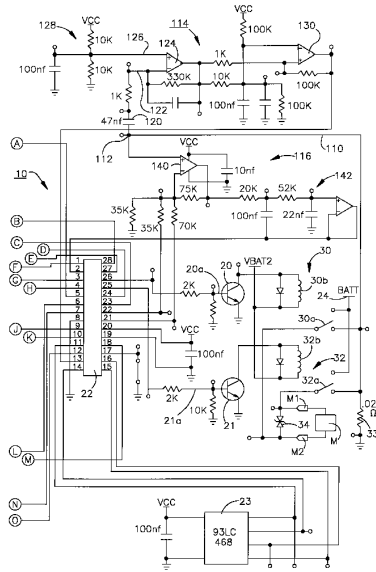 VCC
114
VCC
128
10K
126
124
100K
130
100nf
10K
1K
1K
330K
10K
100K
122
100nf
100K
47nf
120
112
110
10
VCC
140
10nf
116
A
75K
20K
52K
142
B
35K
35K
70K
100nf
22nf
C
D
E
F
G
H
1 28
2 27
3 26
4 25
5 24
6 23
7 22
8 21
9 20
10 19
11 18
12 17
13 16
14 15
22
J
K
L
M
N
O
20a
20
2K
VBAT2
30
30b
24
BATT
30a
VCC
100nf
32b
32
32a
2K
21a
10K
21
M1
34
M
M2
.02
Ω
33
VCC
23
100nf
93LC
468